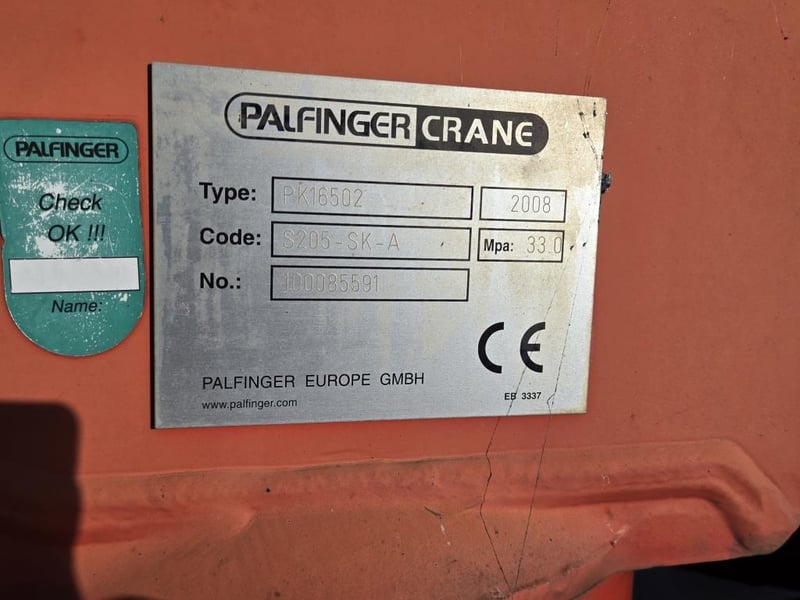 PALFINGER
Check
OK !!!
Name:
PALFINGER CRANE
Type: PK16502 2008
Code: S205-SK-A Mpa: 33.0
No.: 100085591
PALFINGER EUROPE GMBH
www.palfinger.com
EB 3337
CE